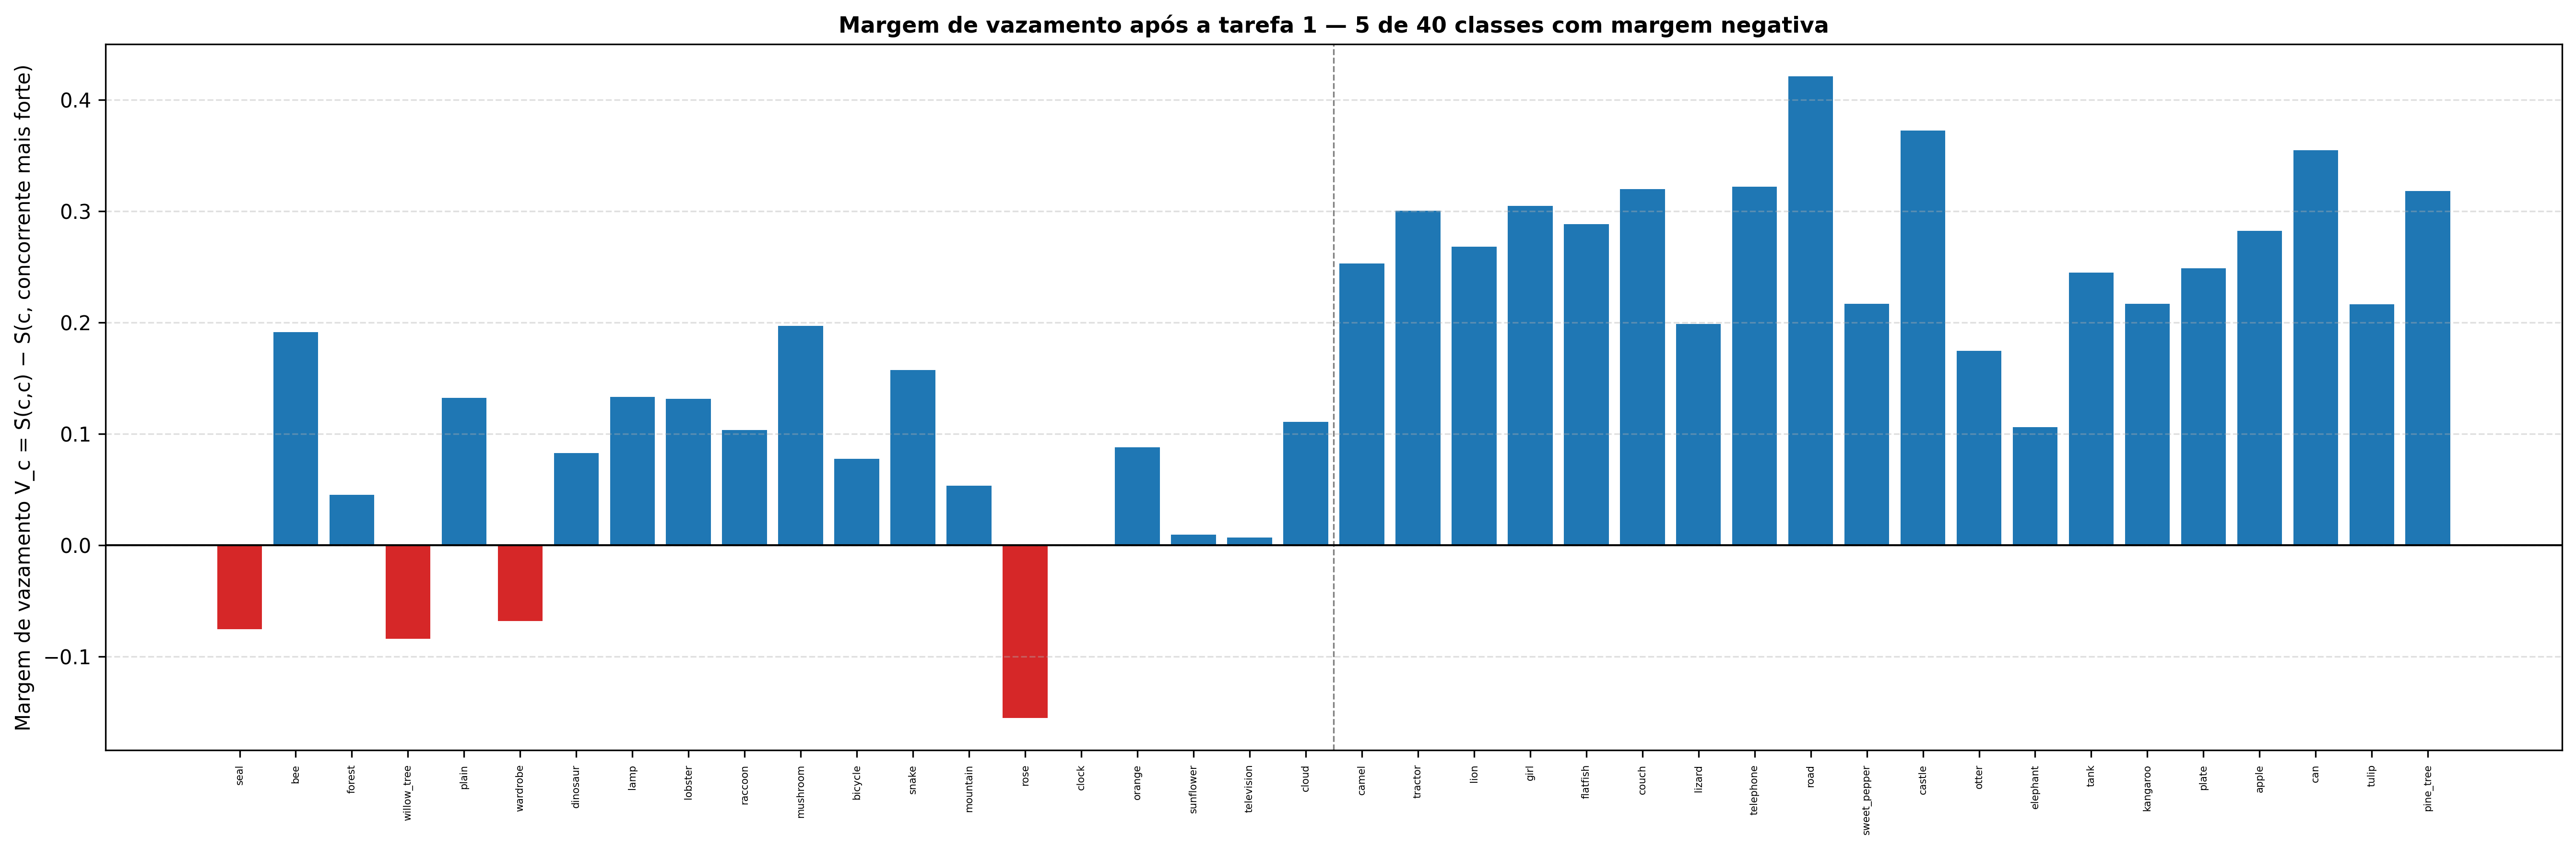 Margem de vazamento após a tarefa 1 — 5 de 40 classes com margem negativa
Margem de vazamento V_c = S(c,c) − S(c, concorrente mais forte)
0.4
0.3
0.2
0.1
0.0
−0.1
seal
bee
forest
willow_tree
plain
wardrobe
dinosaur
lamp
lobster
raccoon
mushroom
bicycle
snake
mountain
rose
clock
orange
sunflower
television
cloud
camel
tractor
lion
girl
flatfish
couch
lizard
telephone
road
sweet_pepper
castle
otter
elephant
tank
kangaroo
plate
apple
can
tulip
pine_tree